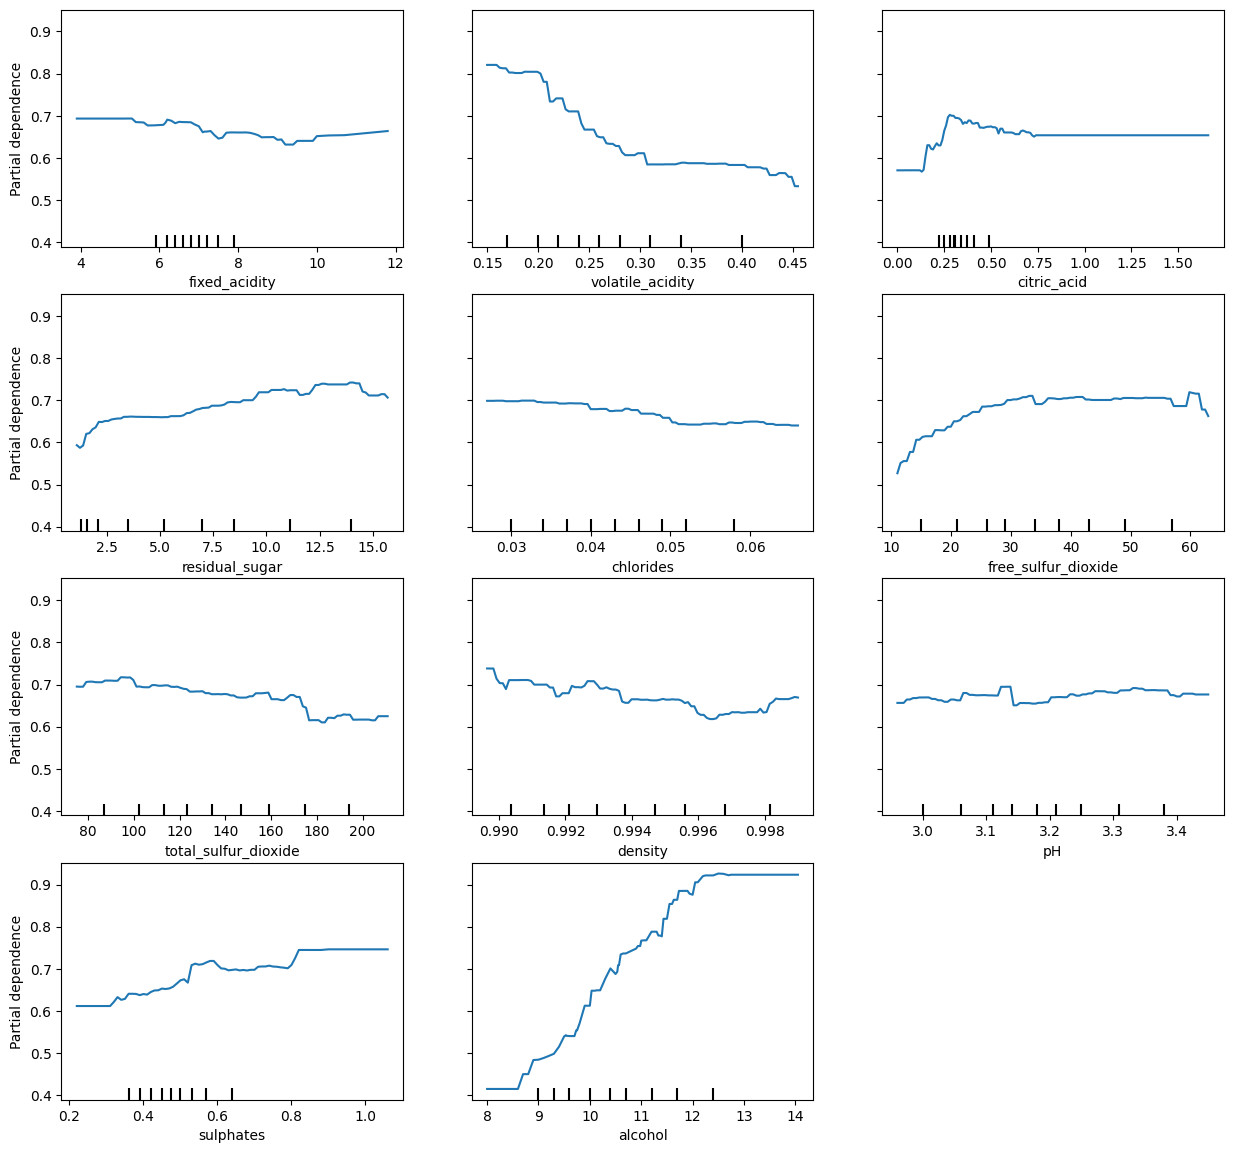 0.9
0.8
0.7
0.6
0.5
0.4
Partial dependence
4 6 8 10 12
fixed_acidity
0.15 0.20 0.25 0.30 0.35 0.40 0.45
volatile_acidity
0.00 0.25 0.50 0.75 1.00 1.25 1.50
citric_acid
0.9
0.8
0.7
0.6
0.5
0.4
Partial dependence
2.5 5.0 7.5 10.0 12.5 15.0
residual_sugar
0.03 0.04 0.05 0.06
chlorides
10 20 30 40 50 60
free_sulfur_dioxide
0.9
0.8
0.7
0.6
0.5
0.4
Partial dependence
80 100 120 140 160 180 200
total_sulfur_dioxide
0.990 0.992 0.994 0.996 0.998
density
3.0 3.1 3.2 3.3 3.4
pH
0.9
0.8
0.7
0.6
0.5
0.4
Partial dependence
0.2 0.4 0.6 0.8 1.0
sulphates
8 9 10 11 12 13 14
alcohol